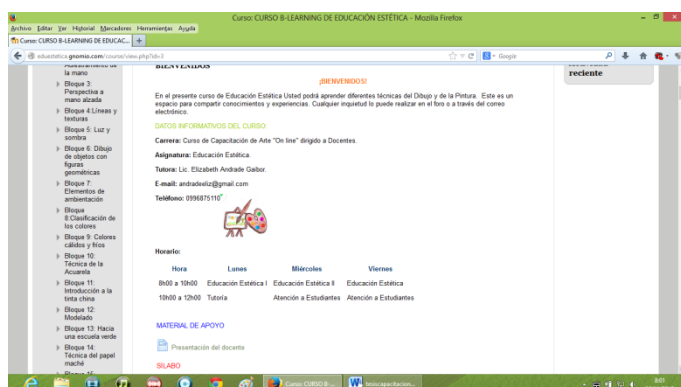 Curso: CURSO B-LEARNING DE EDUCACIÓN ESTÉTICA - Mozilla Firefox
Archivo Editar Ver Historial Marcadores Herramientas Ayuda
Curso: CURSO B-LEARNING DE EDUCAC...
eduestetica.gnomio.com/course/view.php?id=3
Google
la mano
Bloque 3:
Perspectiva a
mano alzada
Bloque 4:Líneas y
texturas
Bloque 5: Luz y
sombra
Bloque 6: Dibujo
de objetos con
figuras
geométricas
Bloque 7:
Elementos de
ambientación
Bloque
8:Clasificación de
los colores
Bloque 9: Colores
cálidos y fríos
Bloque 10:
Técnica de la
Acuarela
Bloque 11:
Introducción a la
tinta china
Bloque 12:
Modelado
Bloque 13: Hacia
una escuela verde
Bloque 14:
Técnica del papel
maché
BIENVENIDOS
¡BIENVENIDOS!
En el presente curso de Educación Estética Usted podrá aprender diferentes técnicas del Dibujo y de la Pintura. Este es un
espacio para compartir conocimientos y experiencias. Cualquier inquietud lo puede realizar en el foro o a través del correo
electrónico.
DATOS INFORMATIVOS DEL CURSO:
Carrera: Curso de Capacitación de Arte "On line" dirigido a Docentes.
Asignatura: Educación Estética.
Tutora: Lic. Elizabeth Andrade Gaibor.
E-mail: andradeeliz@gmail.com
Teléfono: 0996875110
Horario:
Hora Lunes Miércoles Viernes
8h00 a 10h00 Educación Estética I Educación Estética II Educación Estética
10h00 a 12h00 Tutoría Atención a Estudiantes Atención a Estudiantes
MATERIAL DE APOYO
Presentación del docente
SÍLABO
reciente
Curso: CURSO B-...
tesiscapacitacion...
8:01